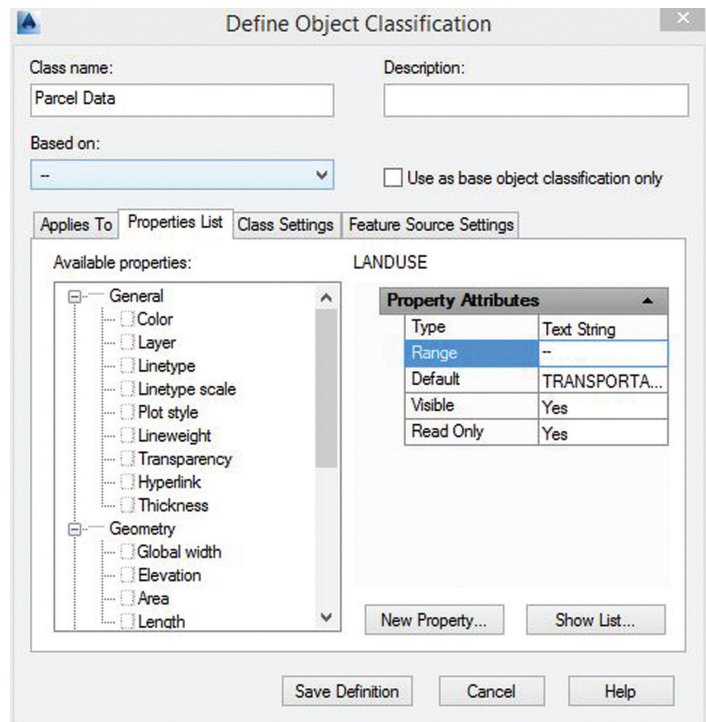 Define Object Classification
Class name:
Description:
Parcel Data
Based on:
--
Use as base object classification only
Applies To
Properties List
Class Settings
Feature Source Settings
Available properties:
General
Color
Layer
Linetype
Linetype scale
Plot style
Lineweight
Transparency
Hyperlink
Thickness
Geometry
Global width
Elevation
Area
Length
LANDUSE
Property Attributes
Type Text String
Range --
Default TRANSPORTA...
Visible Yes
Read Only Yes
New Property...
Show List...
Save Definition
Cancel
Help